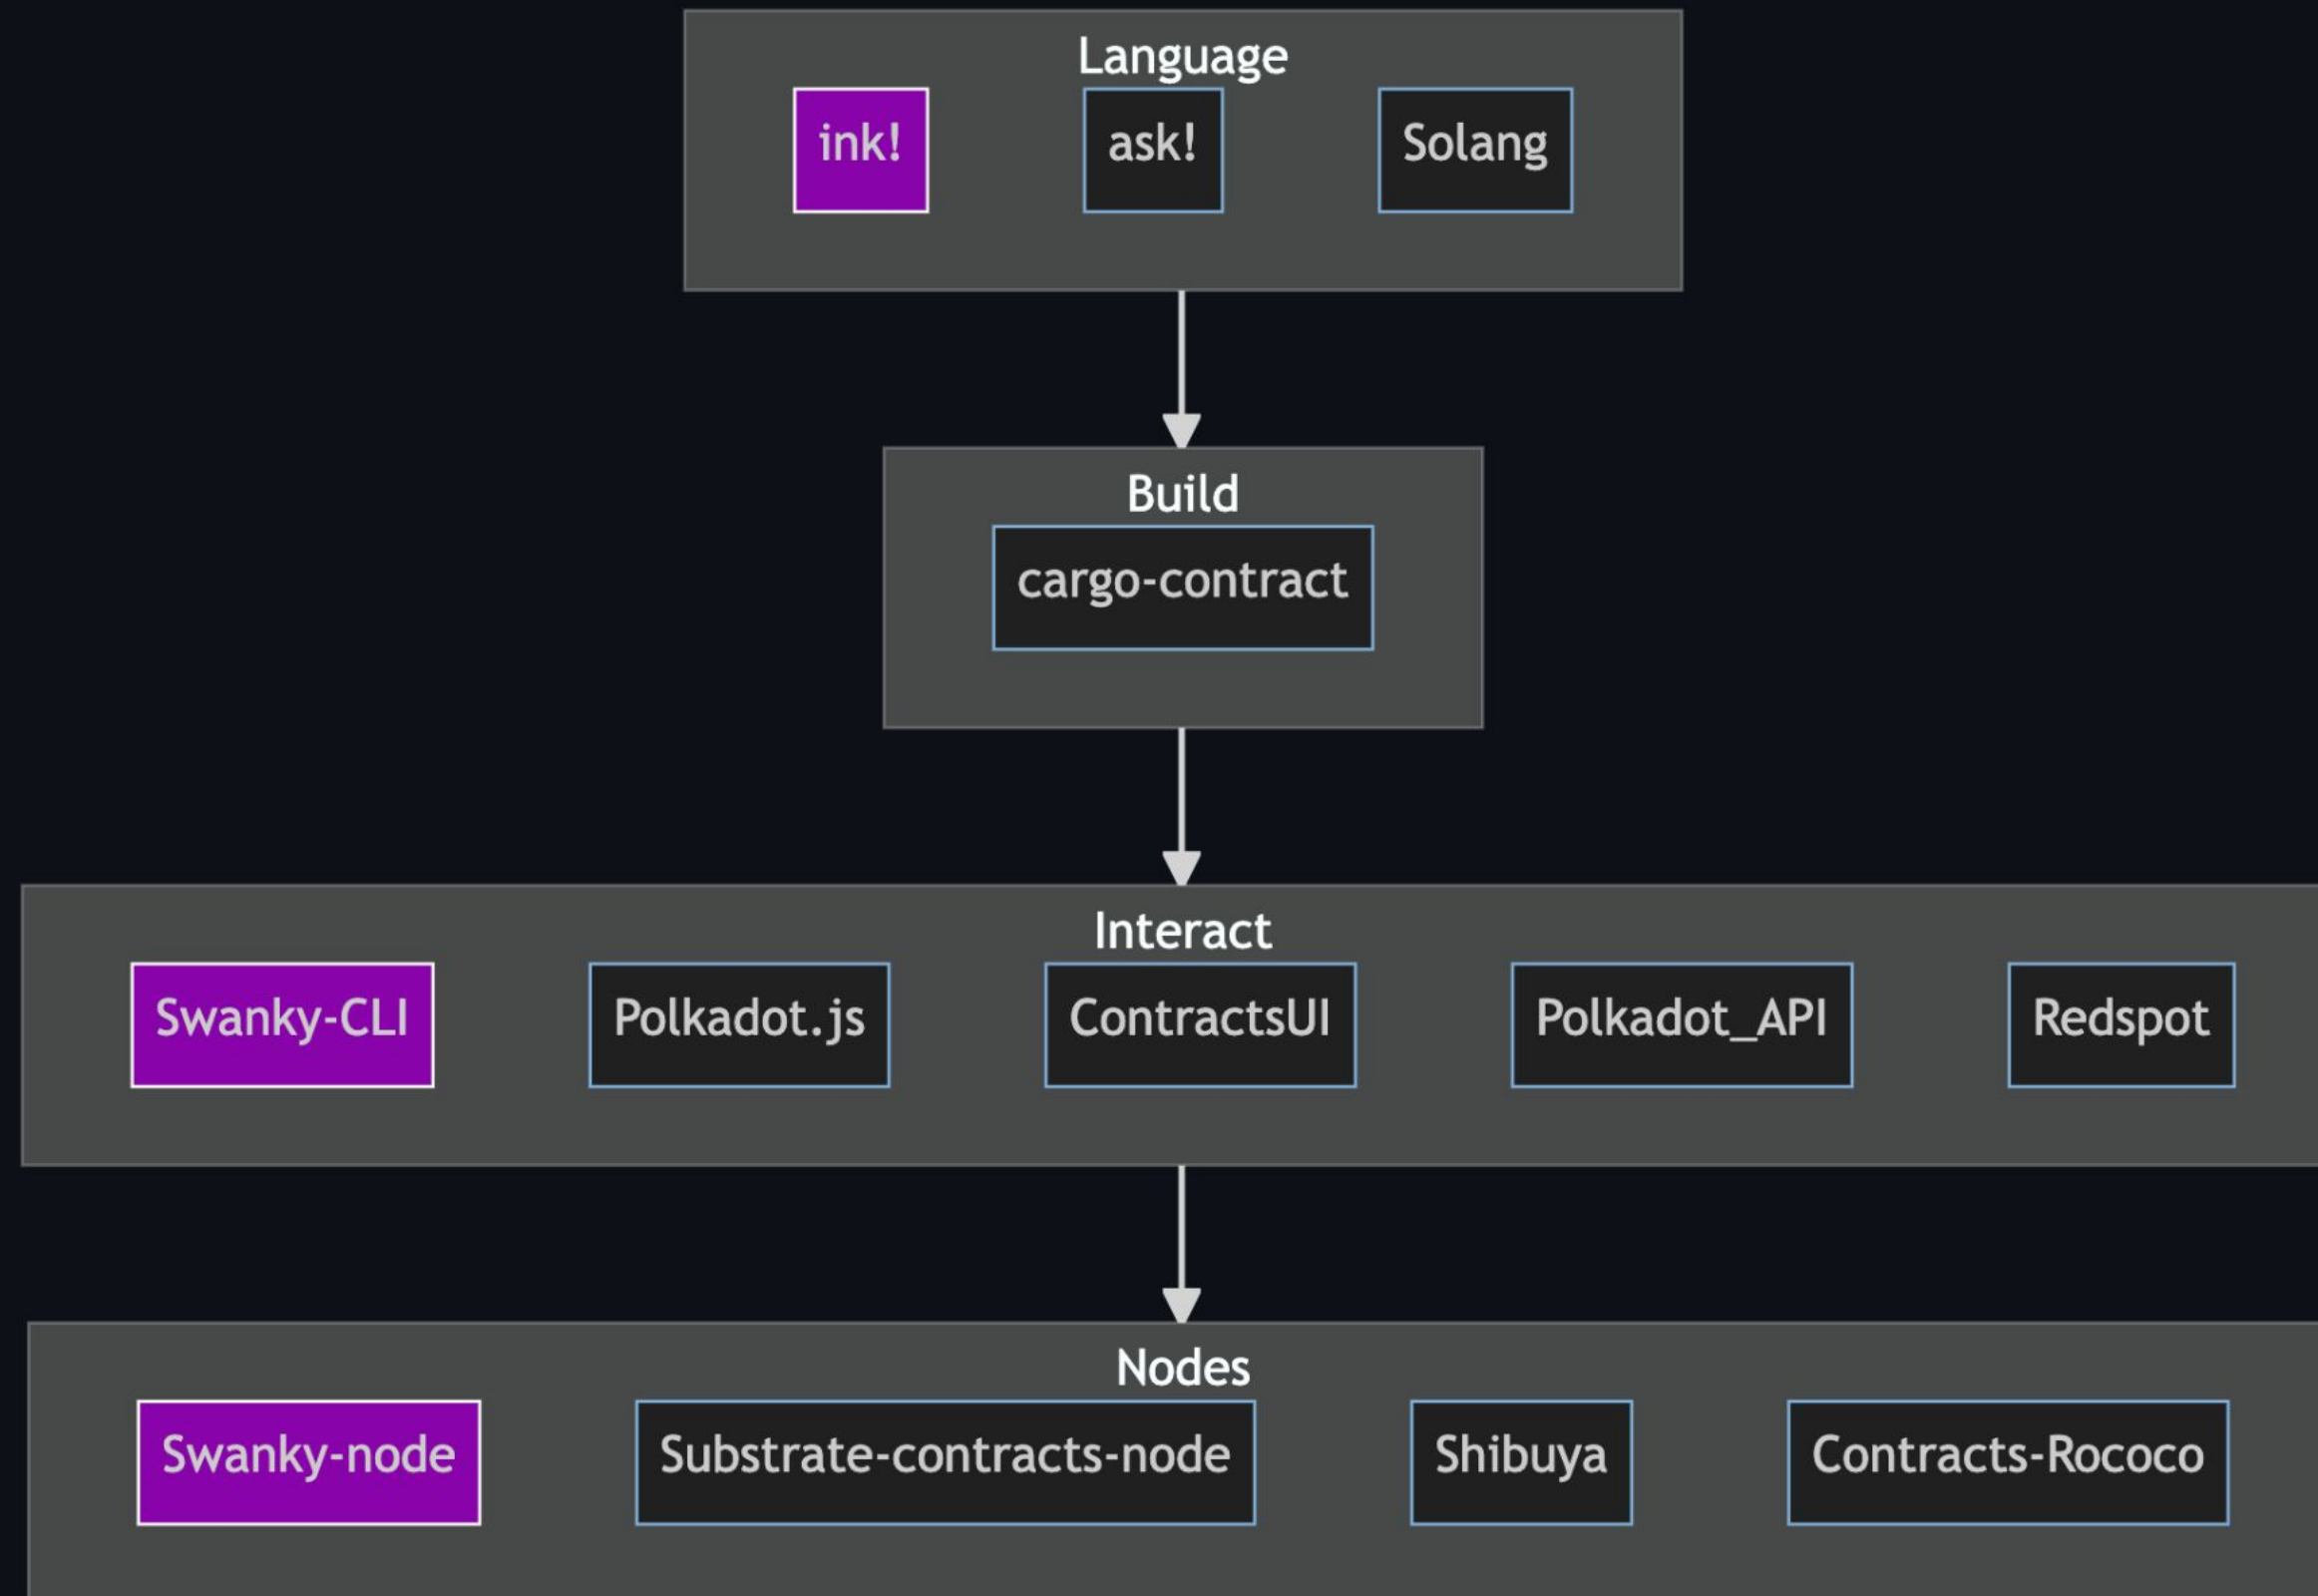 Language
ink!
ask!
Solang
Build
cargo-contract
Interact
Swanky-CLI
Polkadot.js
ContractsUI
Polkadot_API
Redspot
Nodes
Swanky-node
Substrate-contracts-node
Shibuya
Contracts-Rococo